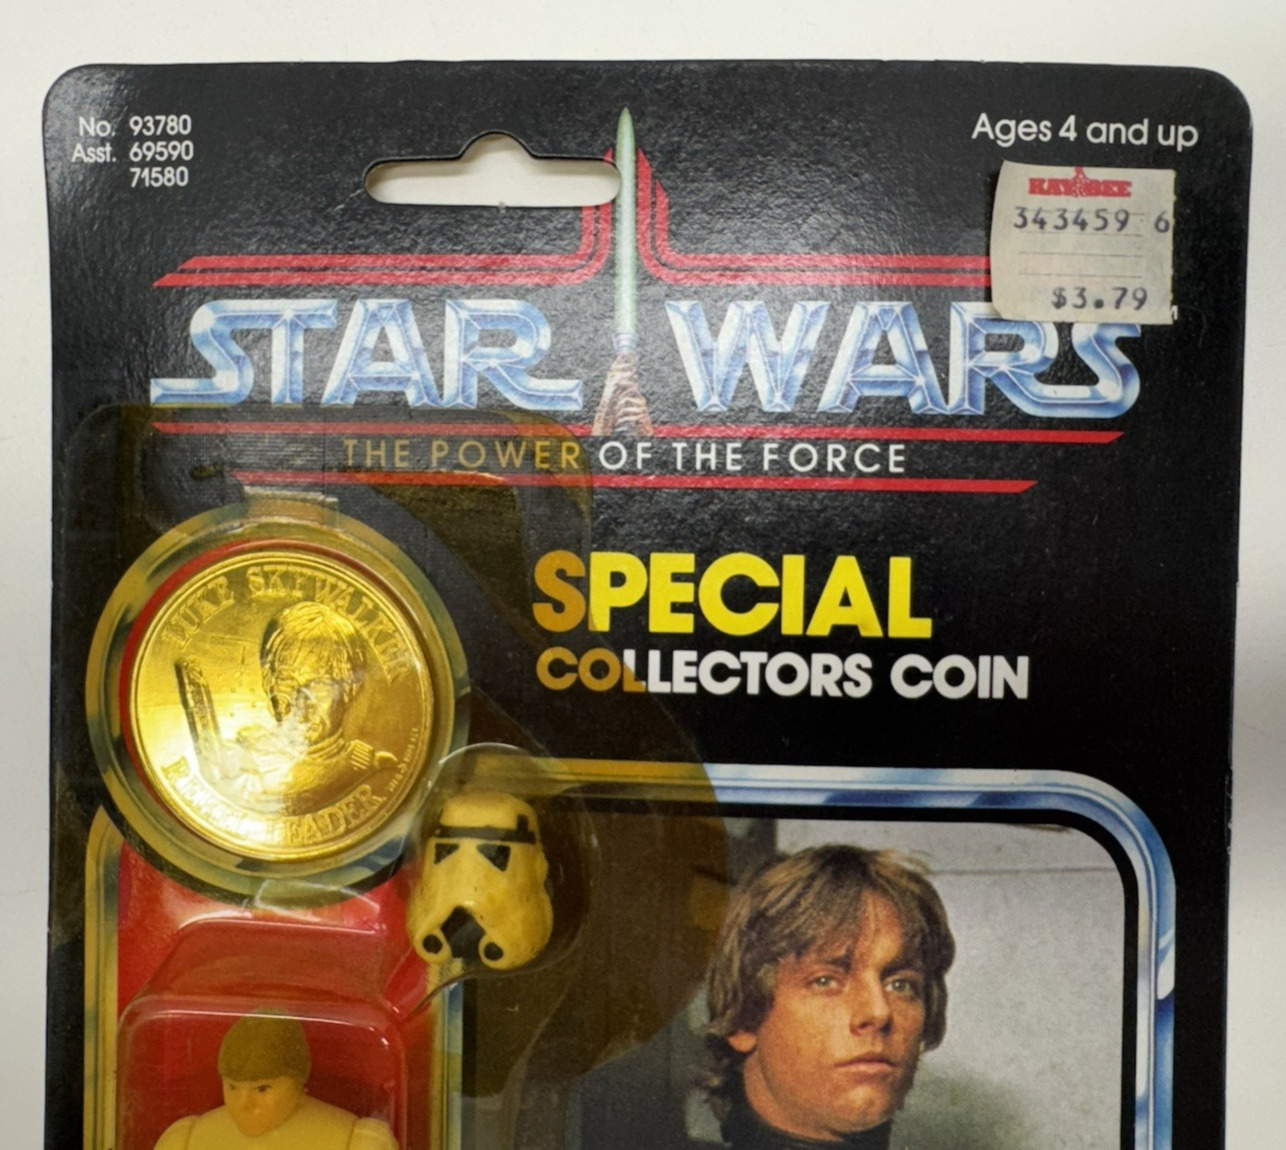 No. 93780
Asst. 69590
71580
Ages 4 and up
KAY BEE
343459 6
$3.79
STAR WARS
THE POWER OF THE FORCE
SPECIAL
COLLECTORS COIN
LUKE SKYWALKER
REBEL LEADER